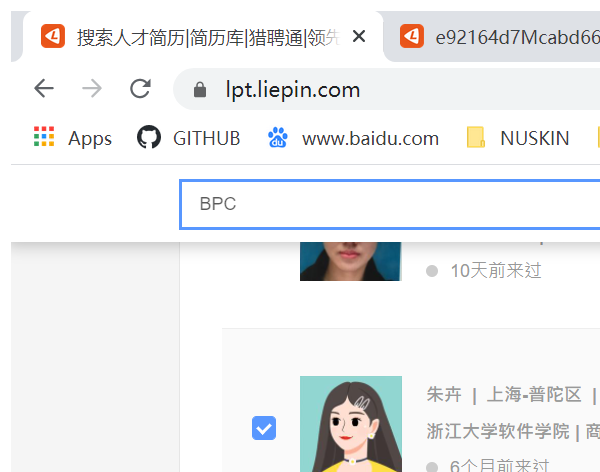 搜索人才简历|简历库|猎聘通|领先
e92164d7Mcabd66
lpt.liepin.com
Apps GITHUB www.baidu.com NUSKIN
BPC
10天前来过
朱卉 | 上海-普陀区 |
浙江大学软件学院 | 商
6个月前来过